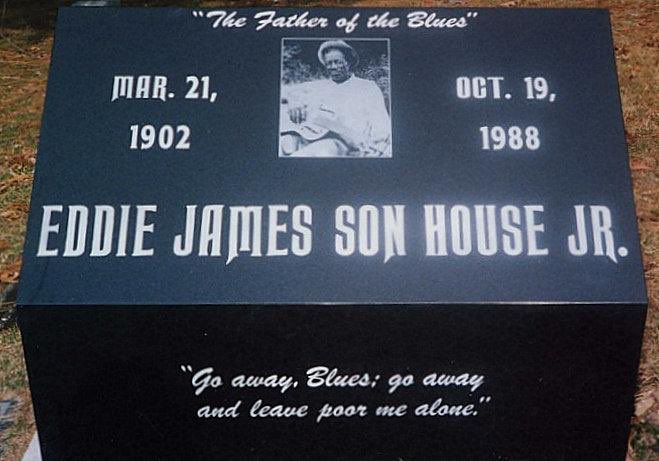 "The Father of the Blues"
MAR. 21, OCT. 19,
1902 1988
EDDIE JAMES SON HOUSE JR.
"Go away, Blues; go away
and leave poor me alone."